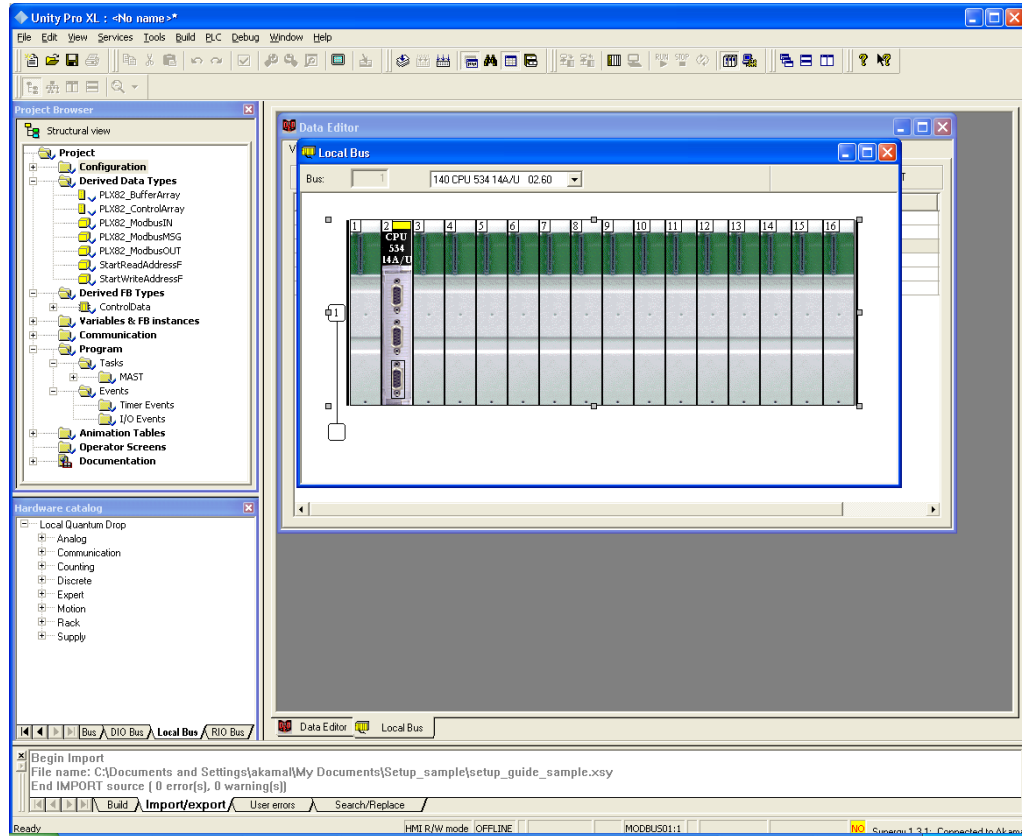 Unity Pro XL : <No name>*
File Edit View Services Tools Build PLC Debug Window Help
RUN STOP
Project Browser
Structural view
Project
Configuration
Derived Data Types
PLX82_BufferArray
PLX82_ControlArray
PLX82_ModbusIN
PLX82_ModbusMSG
PLX82_ModbusOUT
StartReadAddressF
StartWriteAddressF
Derived FB Types
ControlData
Variables & FB instances
Communication
Program
Tasks
MAST
Events
Timer Events
I/O Events
Animation Tables
Operator Screens
Documentation
Hardware catalog
Local Quantum Drop
Analog
Communication
Counting
Discrete
Expert
Motion
Rack
Supply
Bus DIO Bus Local Bus RIO Bus
Data Editor
Local Bus
Bus: 1 140 CPU 534 14A/U 02.60
1 2 3 4 5 6 7 8 9 10 11 12 13 14 15 16
CPU
534
14A/U
1
Data Editor Local Bus
Begin Import
File name: C:\Documents and Settings\akamal\My Documents\Setup_sample\setup_guide_sample.xsy
End IMPORT source ( 0 error(s), 0 warning(s))
Build Import/export User errors Search/Replace
Ready HMI R/W mode OFFLINE MODBUS01:1 NO